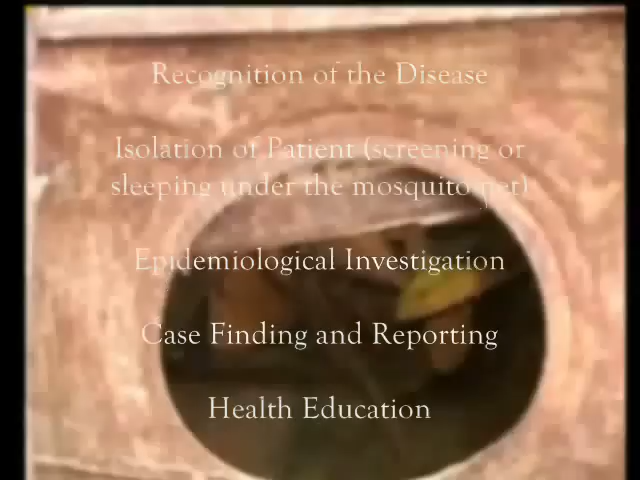 Recognition of the Disease
Isolation of Patient (screening or
sleeping under the mosquito net)
Epidemiological Investigation
Case Finding and Reporting
Health Education